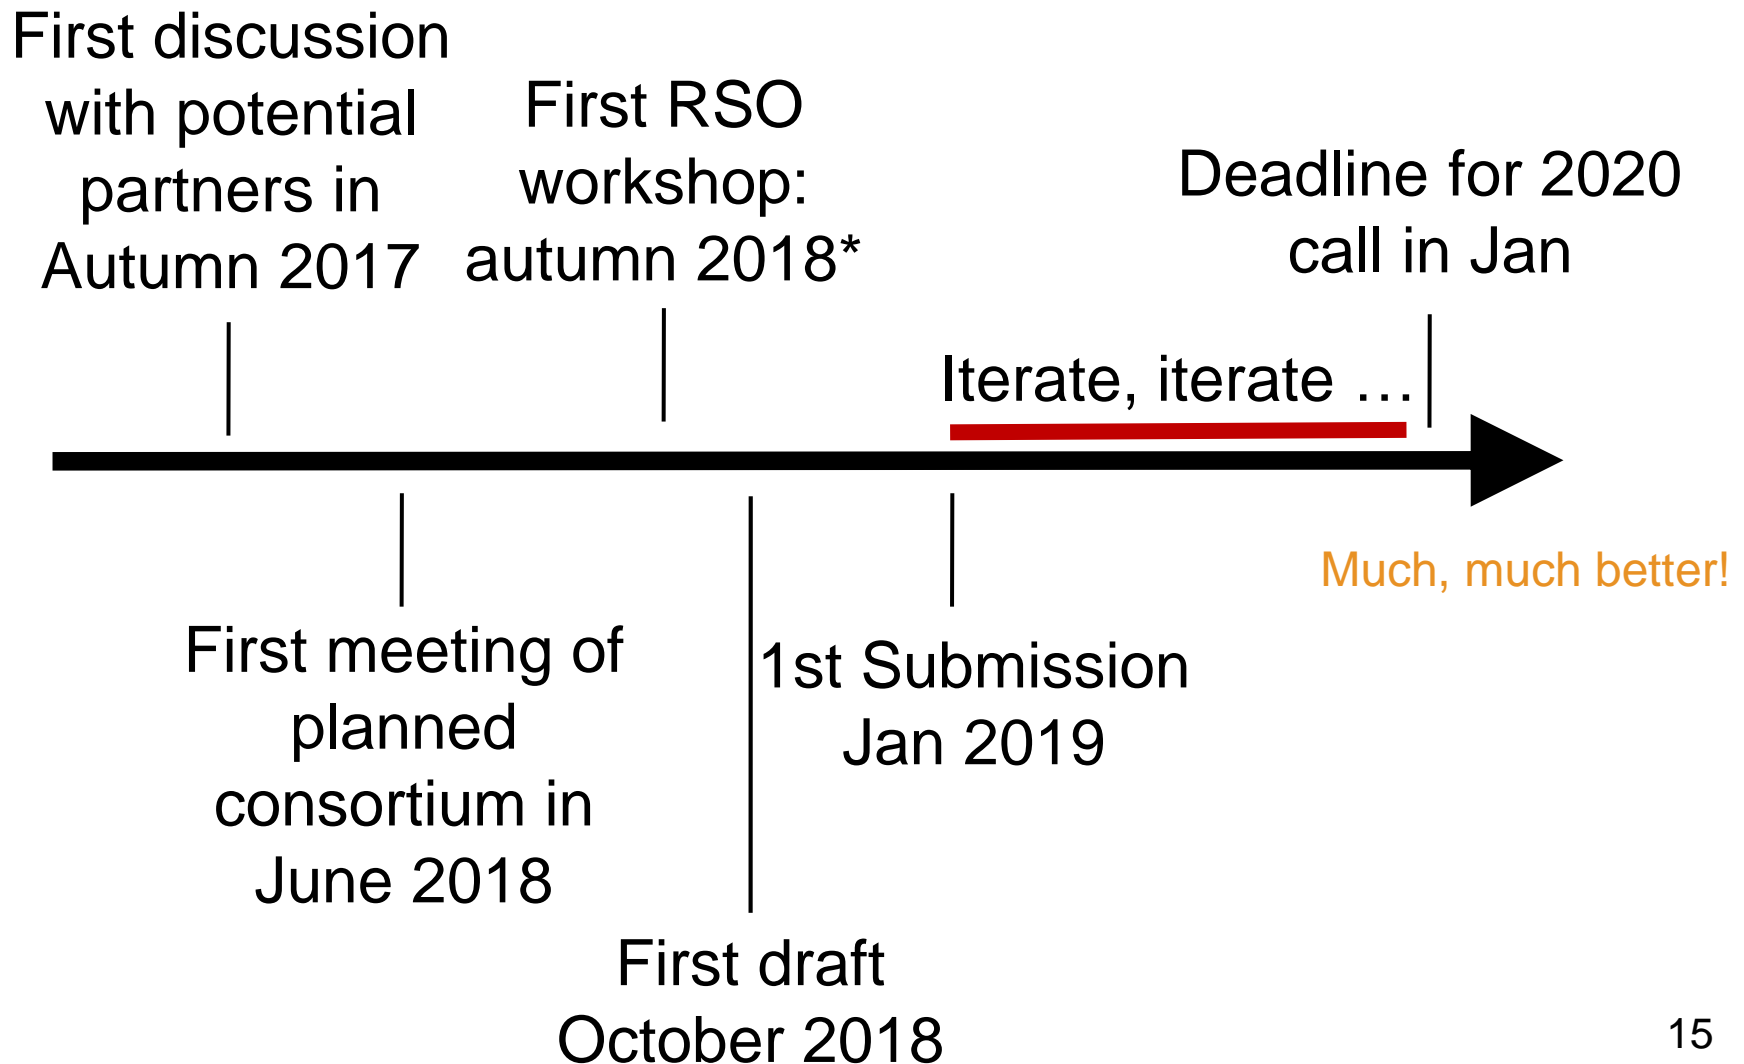 First discussion
with potential
partners in
Autumn 2017
First RSO
workshop:
autumn 2018*
Deadline for 2020
call in Jan
Iterate, iterate …
Much, much better!
First meeting of
planned
consortium in
June 2018
1st Submission
Jan 2019
First draft
October 2018
15